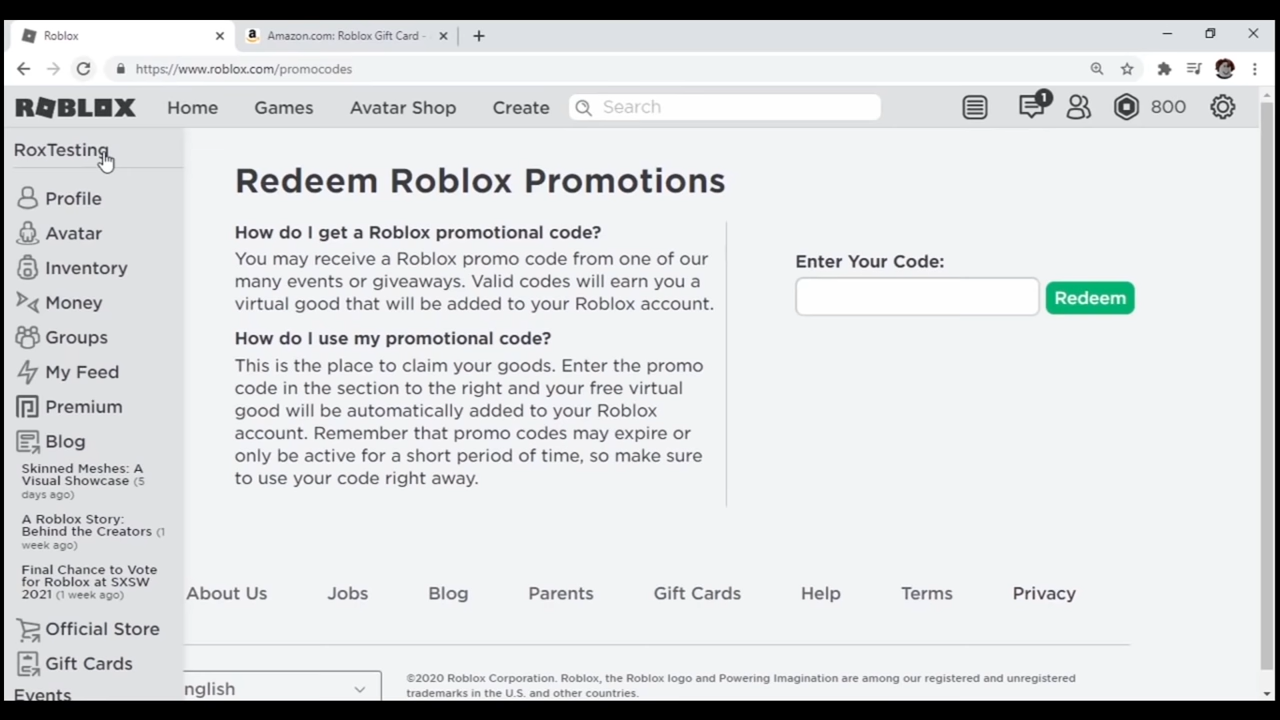 Roblox
Amazon.com: Roblox Gift Card -
https://www.roblox.com/promocodes
ROBLOX Home Games Avatar Shop Create Search 1 800
RoxTesting
Profile
Avatar
Inventory
Money
Groups
My Feed
Premium
Blog
Skinned Meshes: A
Visual Showcase (5
days ago)
A Roblox Story:
Behind the Creators (1
week ago)
Final Chance to Vote
for Roblox at SXSW
2021 (1 week ago)
Official Store
Gift Cards
Events
Redeem Roblox Promotions
How do I get a Roblox promotional code?
You may receive a Roblox promo code from one of our
many events or giveaways. Valid codes will earn you a
virtual good that will be added to your Roblox account.
How do I use my promotional code?
This is the place to claim your goods. Enter the promo
code in the section to the right and your free virtual
good will be automatically added to your Roblox
account. Remember that promo codes may expire or
only be active for a short period of time, so make sure
to use your code right away.
Enter Your Code:
Redeem
About Us Jobs Blog Parents Gift Cards Help Terms Privacy
nglish
©2020 Roblox Corporation. Roblox, the Roblox logo and Powering Imagination are among our registered and unregistered
trademarks in the U.S. and other countries.